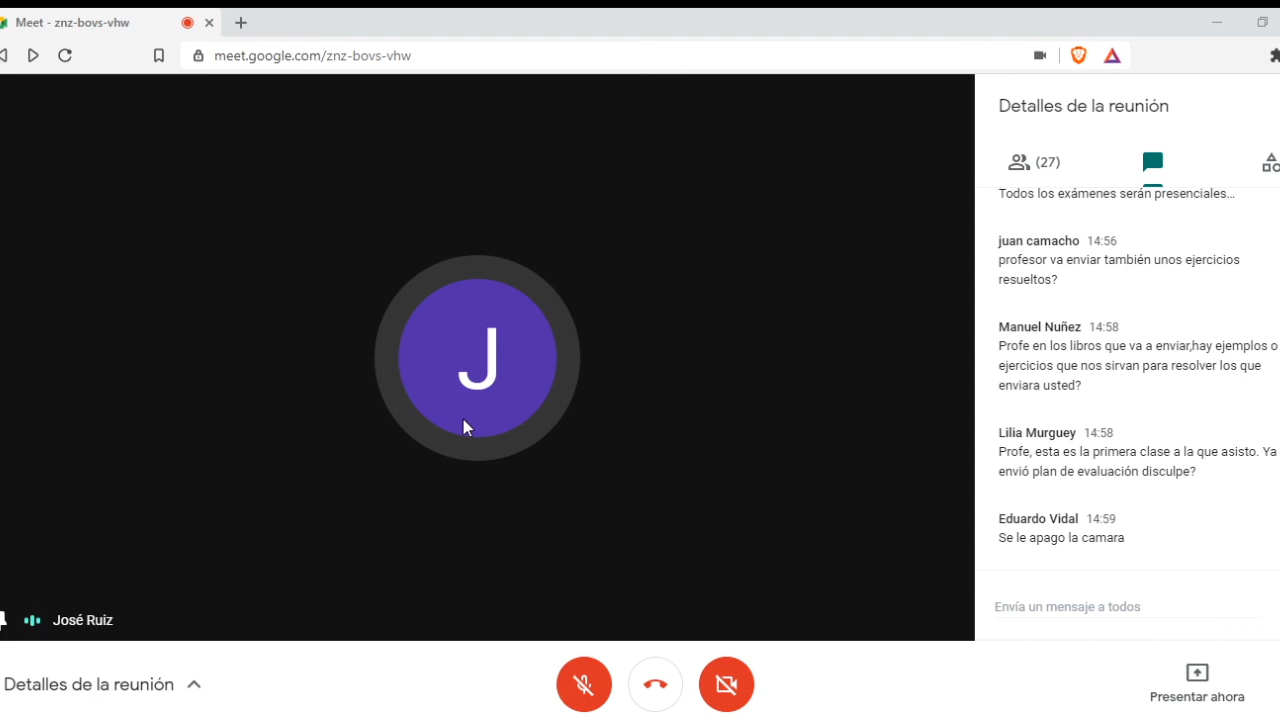 Meet - znz-bovs-vhw
meet.google.com/znz-bovs-vhw
Detalles de la reunión
(27)
Todos los exámenes serán presenciales...
juan camacho 14:56
profesor va enviar también unos ejercicios
resueltos?
Manuel Nuñez 14:58
Profe en los libros que va a enviar,hay ejemplos o
ejercicios que nos sirvan para resolver los que
enviara usted?
Lilia Murguey 14:58
Profe, esta es la primera clase a la que asisto. Ya
envió plan de evaluación disculpe?
Eduardo Vidal 14:59
Se le apago la camara
J
José Ruiz
Envía un mensaje a todos
Detalles de la reunión
Presentar ahora